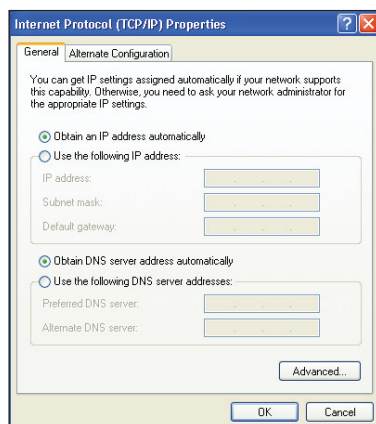 Internet Protocol (TCP/IP) Properties
General Alternate Configuration
You can get IP settings assigned automatically if your network supports
this capability. Otherwise, you need to ask your network administrator for
the appropriate IP settings.
Obtain an IP address automatically
Use the following IP address:
IP address:
Subnet mask:
Default gateway:
Obtain DNS server address automatically
Use the following DNS server addresses:
Preferred DNS server:
Alternate DNS server:
Advanced...
OK Cancel